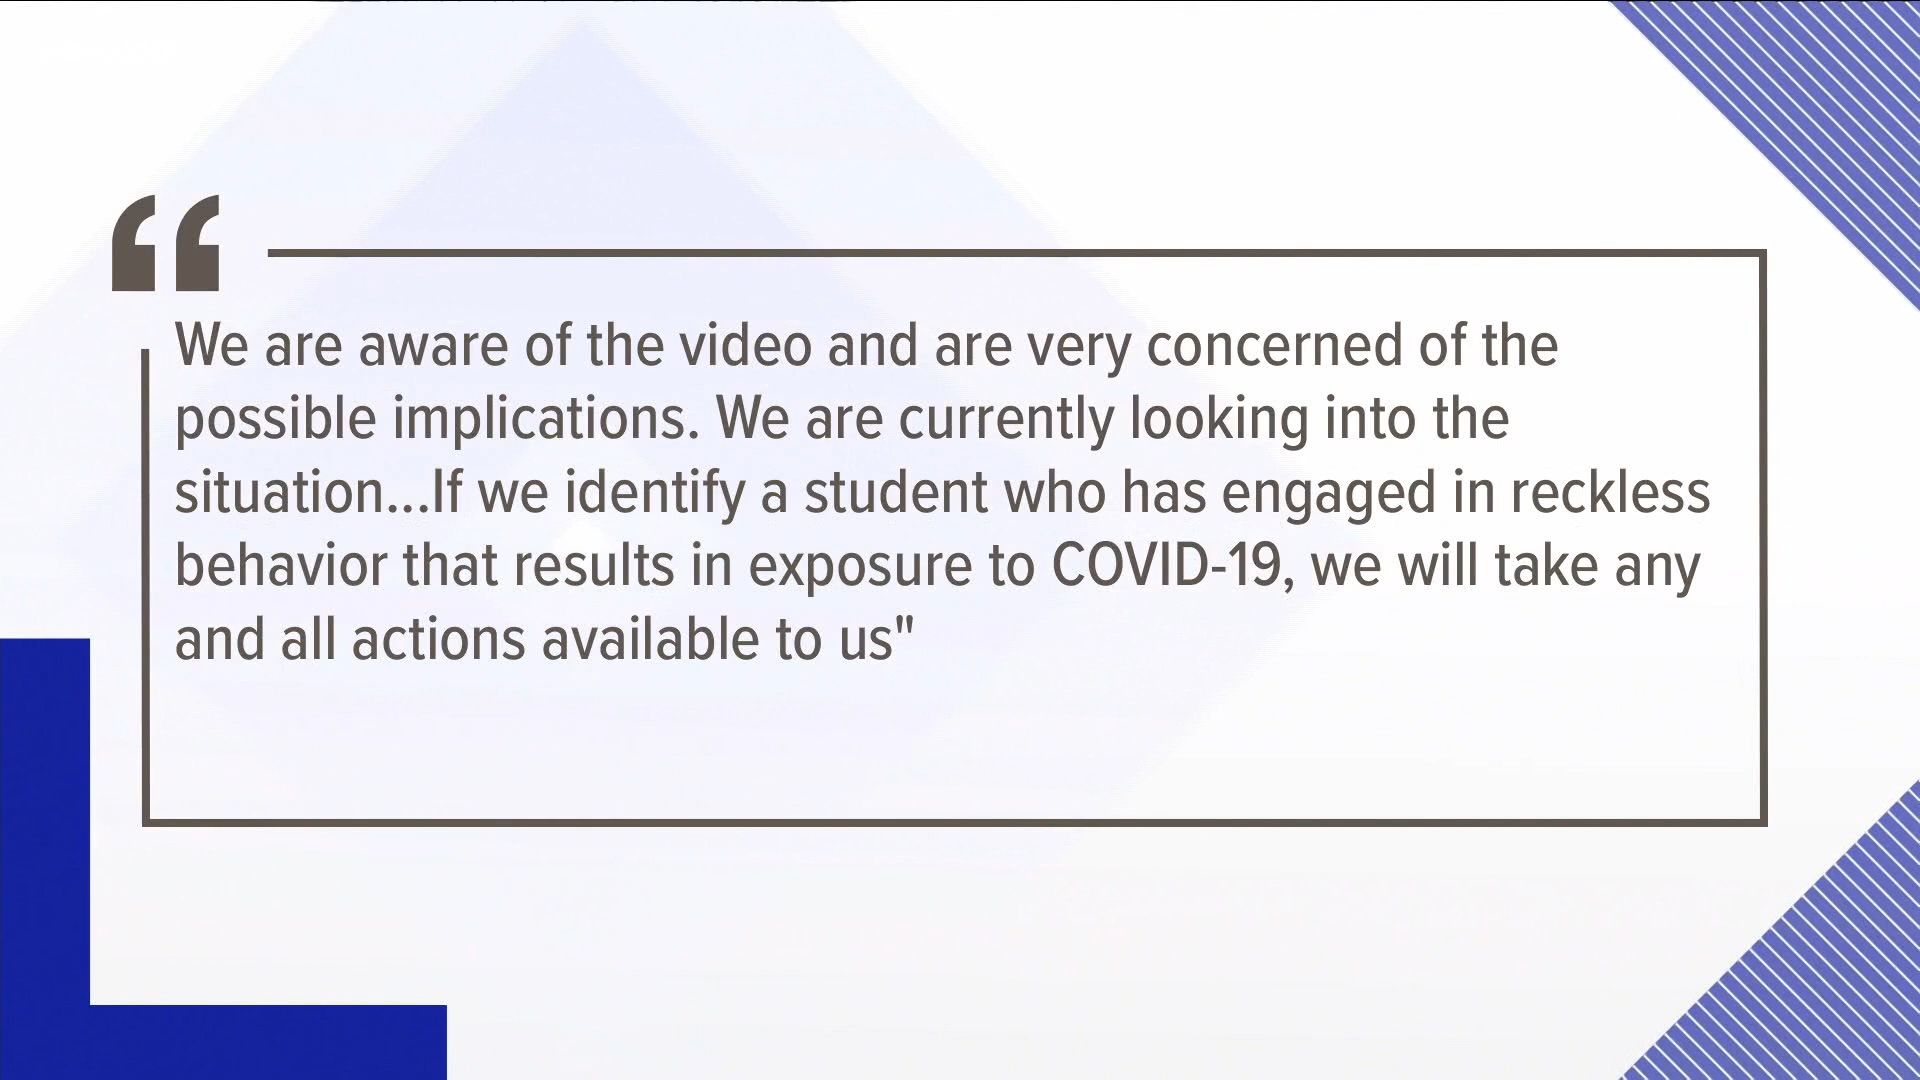 “
We are aware of the video and are very concerned of the
possible implications. We are currently looking into the
situation...If we identify a student who has engaged in reckless
behavior that results in exposure to COVID-19, we will take any
and all actions available to us"